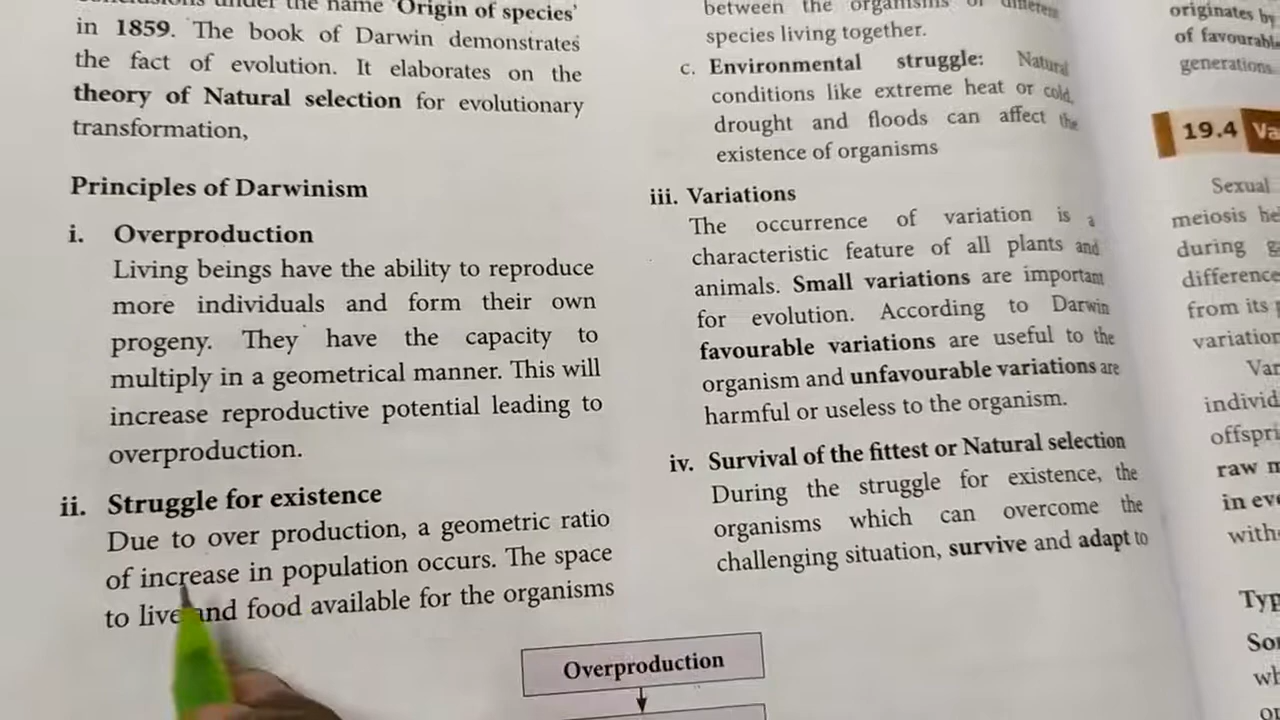 conclusions under the name 'Origin of species'
in 1859. The book of Darwin demonstrates
the fact of evolution. It elaborates on the
theory of Natural selection for evolutionary
transformation,
Principles of Darwinism
i. Overproduction
Living beings have the ability to reproduce
more individuals and form their own
progeny. They have the capacity to
multiply in a geometrical manner. This will
increase reproductive potential leading to
overproduction.
ii. Struggle for existence
Due to over production, a geometric ratio
of increase in population occurs. The space
to live and food available for the organisms
Overproduction
between the organisms of different
species living together.
c. Environmental struggle: Natural
conditions like extreme heat or cold,
drought and floods can affect the
existence of organisms
iii. Variations
The occurrence of variation is a
characteristic feature of all plants and
animals. Small variations are important
for evolution. According to Darwin
favourable variations are useful to the
organism and unfavourable variations are
harmful or useless to the organism.
iv. Survival of the fittest or Natural selection
During the struggle for existence, the
organisms which can overcome the
challenging situation, survive and adapt to
originates by
of favourable
generations.
19.4 Va
Sexual
meiosis he
during g
difference
from its
variation
Var
individ
offspri
raw m
in ev
with
Typ
So
wh